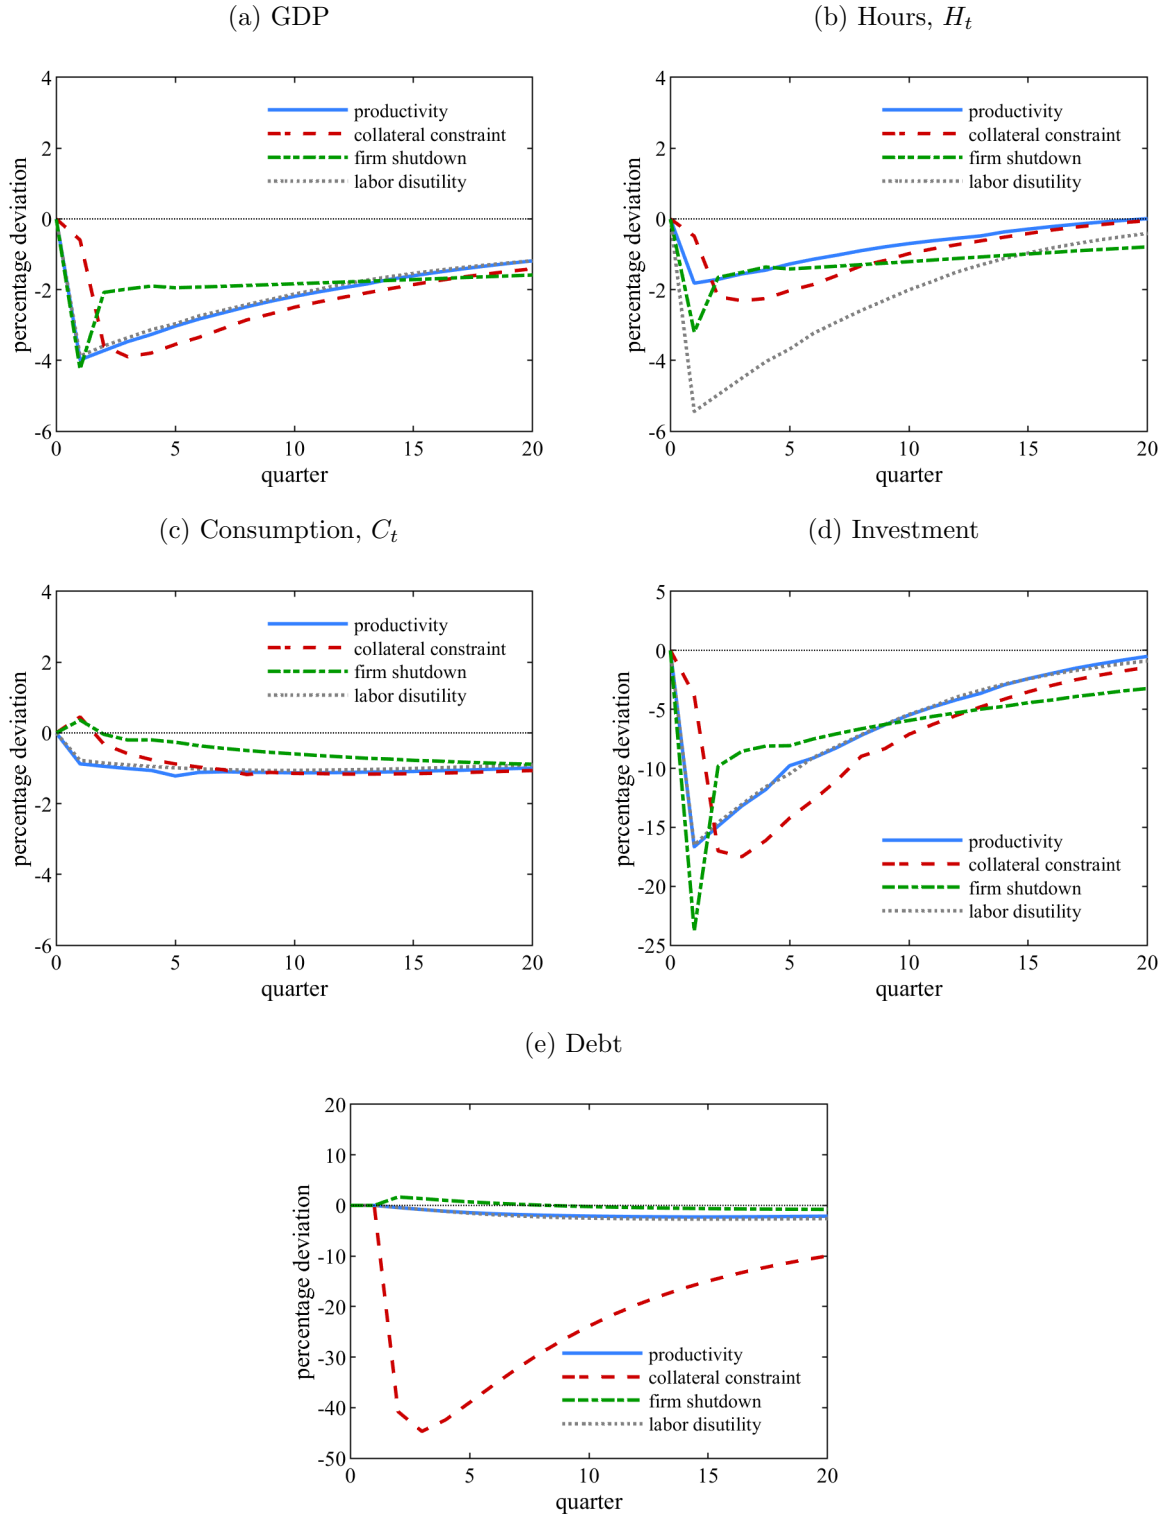 (a) GDP
4
2
0
-2
-4
-6
percentage deviation
productivity
collateral constraint
firm shutdown
labor disutility
0 5 10 15 20
quarter
(b) Hours, H_t
4
2
0
-2
-4
-6
percentage deviation
productivity
collateral constraint
firm shutdown
labor disutility
0 5 10 15 20
quarter
(c) Consumption, C_t
4
2
0
-2
-4
-6
percentage deviation
productivity
collateral constraint
firm shutdown
labor disutility
0 5 10 15 20
quarter
(d) Investment
5
0
-5
-10
-15
-20
-25
percentage deviation
productivity
collateral constraint
firm shutdown
labor disutility
0 5 10 15 20
quarter
(e) Debt
20
10
0
-10
-20
-30
-40
-50
percentage deviation
productivity
collateral constraint
firm shutdown
labor disutility
0 5 10 15 20
quarter